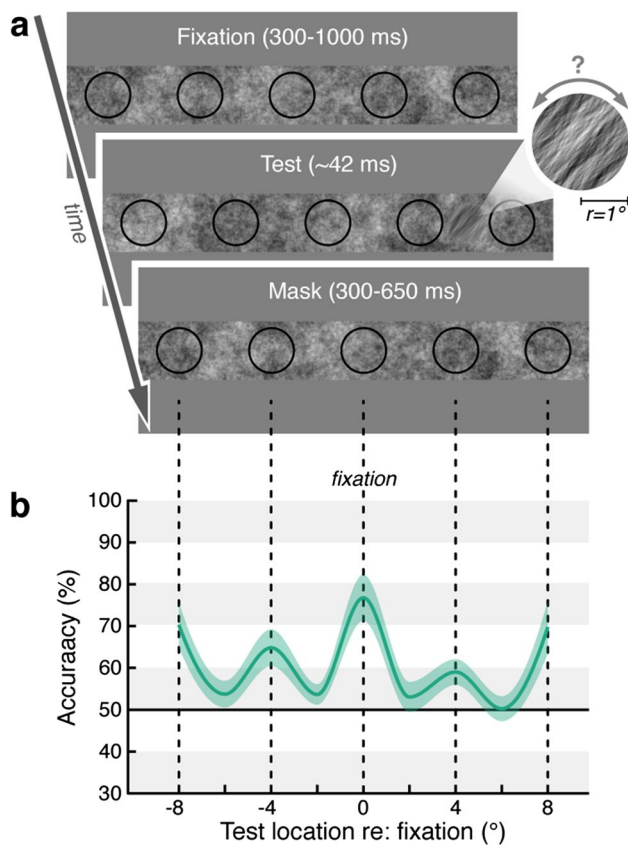 a
Fixation (300-1000 ms)
?
Test (~42 ms)
r=1°
time
Mask (300-650 ms)
fixation
b
100
90
80
70
60
50
40
30
Accuraacy (%)
-8 -4 0 4 8
Test location re: fixation (°)